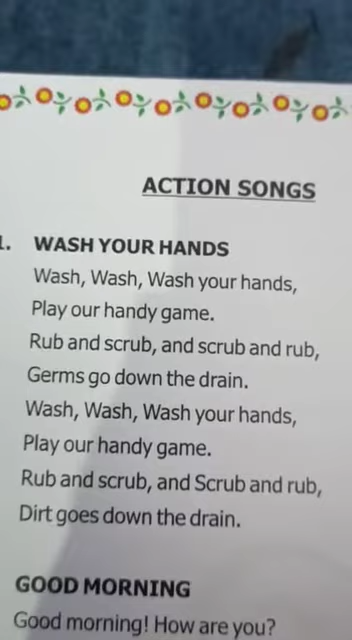 ACTION SONGS
1. WASH YOUR HANDS
Wash, Wash, Wash your hands,
Play our handy game.
Rub and scrub, and scrub and rub,
Germs go down the drain.
Wash, Wash, Wash your hands,
Play our handy game.
Rub and scrub, and Scrub and rub,
Dirt goes down the drain.
GOOD MORNING
Good morning! How are you?